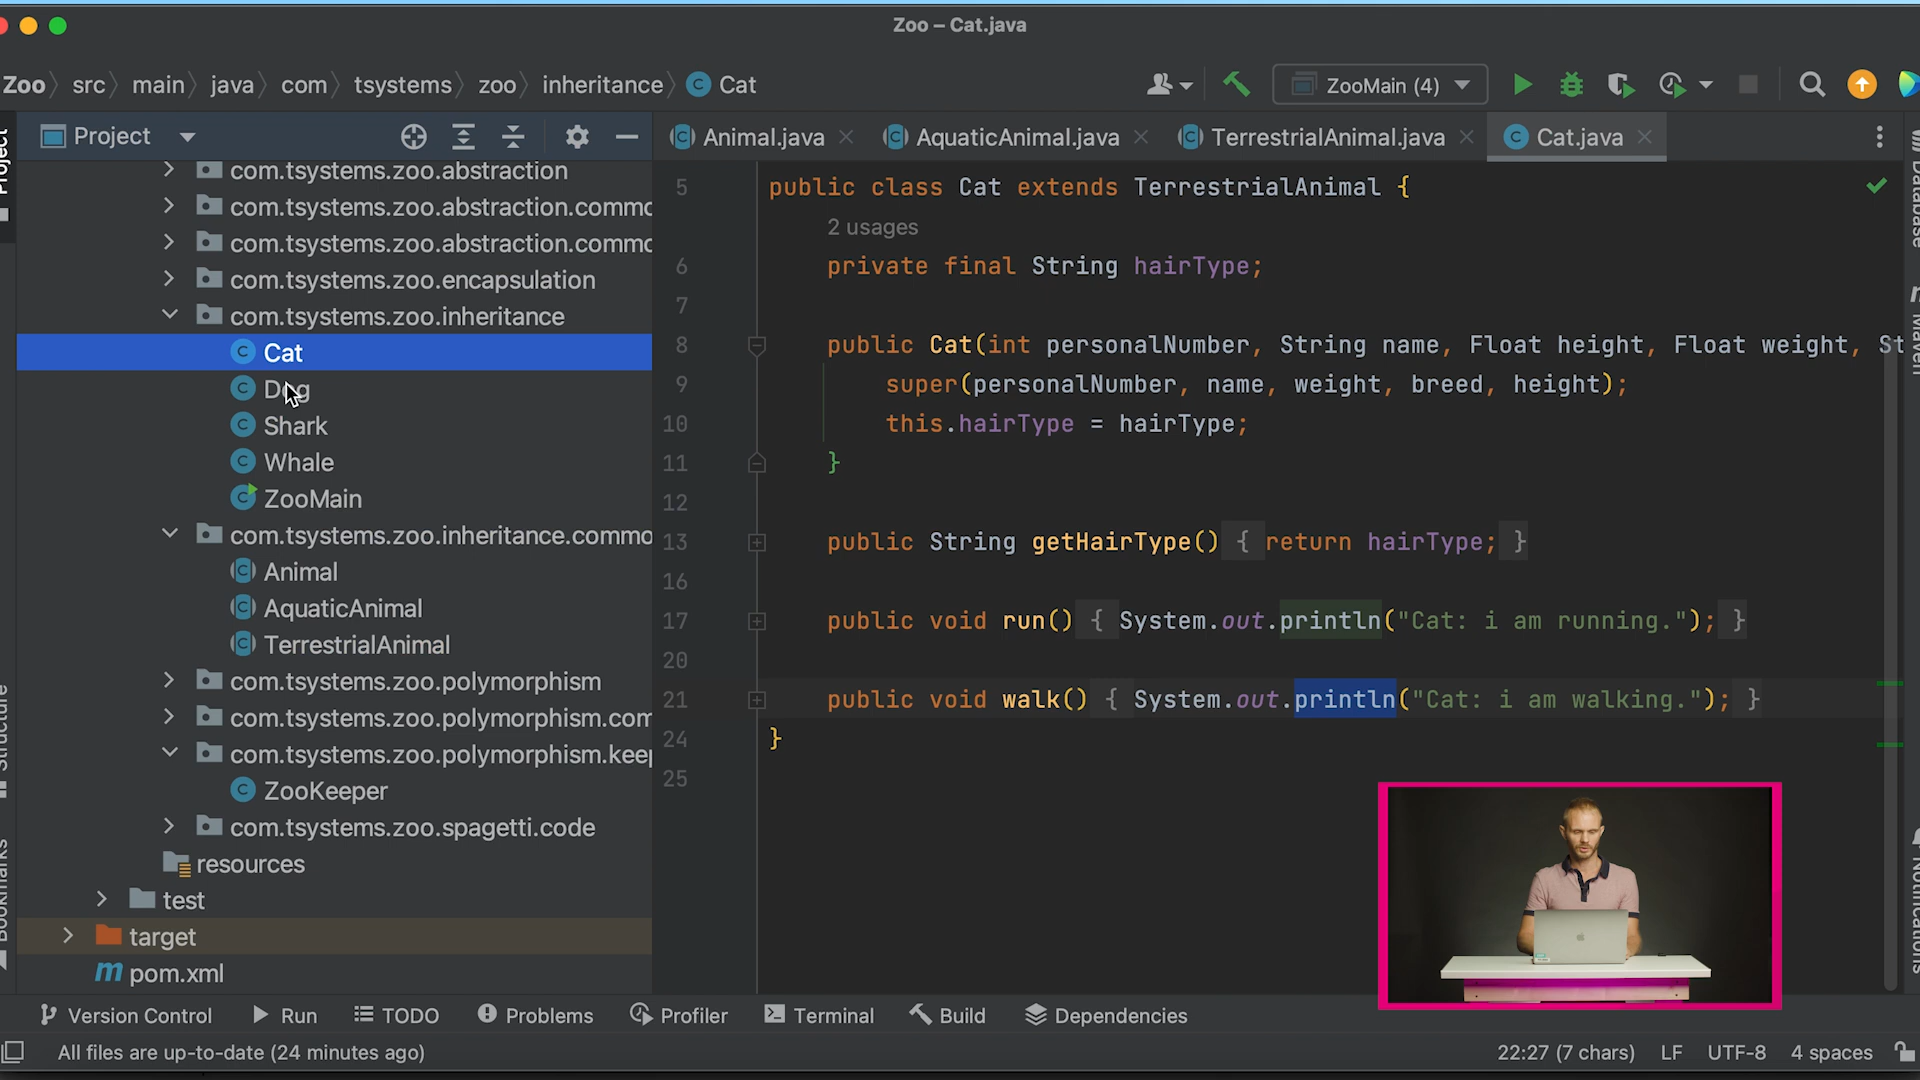 Zoo – Cat.java
Zoo src main java com tsystems zoo inheritance Cat
ZooMain (4)
Project
Animal.java
AquaticAnimal.java
TerrestrialAnimal.java
Cat.java
Project
Structure
Bookmarks
com.tsystems.zoo.abstraction
com.tsystems.zoo.abstraction.commo
com.tsystems.zoo.abstraction.commo
com.tsystems.zoo.encapsulation
com.tsystems.zoo.inheritance
Cat
Dog
Shark
Whale
ZooMain
com.tsystems.zoo.inheritance.commo
Animal
AquaticAnimal
TerrestrialAnimal
com.tsystems.zoo.polymorphism
com.tsystems.zoo.polymorphism.com
com.tsystems.zoo.polymorphism.keep
ZooKeeper
com.tsystems.zoo.spagetti.code
resources
test
target
pom.xml
5 public class Cat extends TerrestrialAnimal {
2 usages
6 private final String hairType;
7
8 public Cat(int personalNumber, String name, Float height, Float weight, St
9 super(personalNumber, name, weight, breed, height);
10 this.hairType = hairType;
11 }
12
13 public String getHairType() { return hairType; }
16
17 public void run() { System.out.println("Cat: i am running."); }
20
21 public void walk() { System.out.println("Cat: i am walking."); }
24 }
25
Database
Maven
Notifications
Version Control
Run
TODO
Problems
Profiler
Terminal
Build
Dependencies
All files are up-to-date (24 minutes ago)
22:27 (7 chars) LF UTF-8 4 spaces